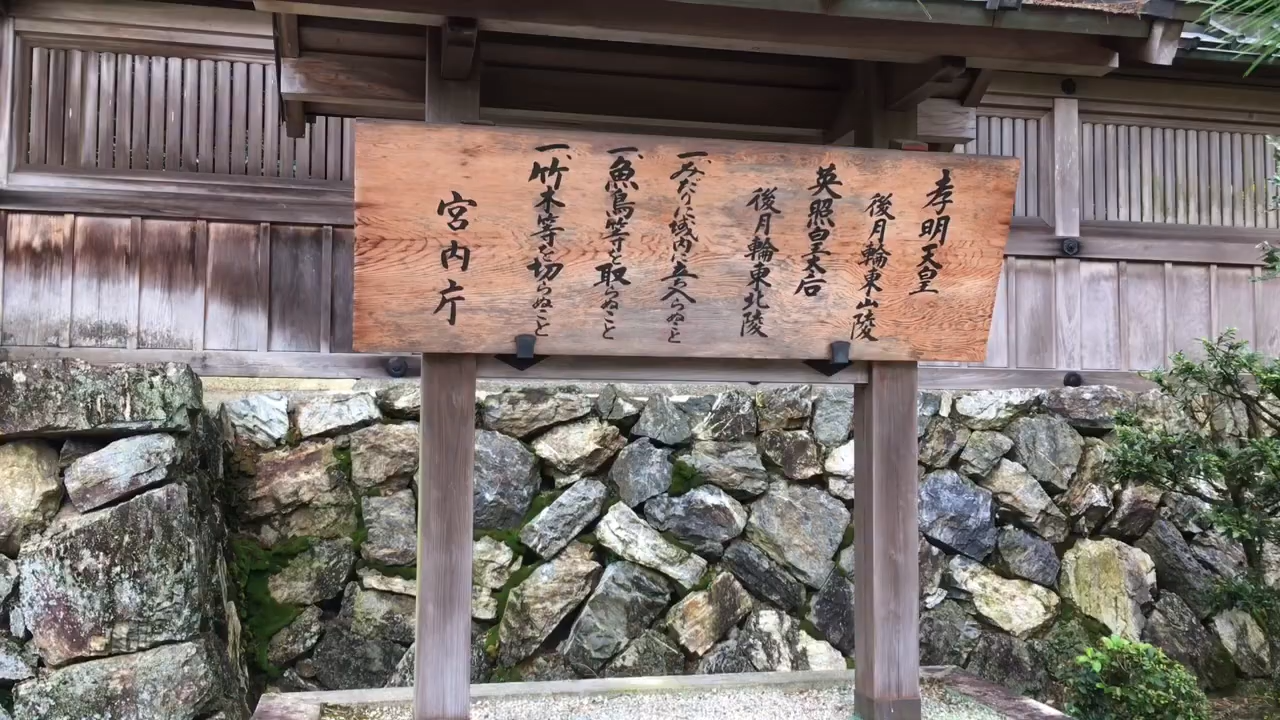 孝明天皇
後月輪東山陵
英照皇太后
後月輪東北陵
一、みだりに域内に立入らぬこと
一、魚鳥等を取らぬこと
一、竹木等を切らぬこと
宮内庁